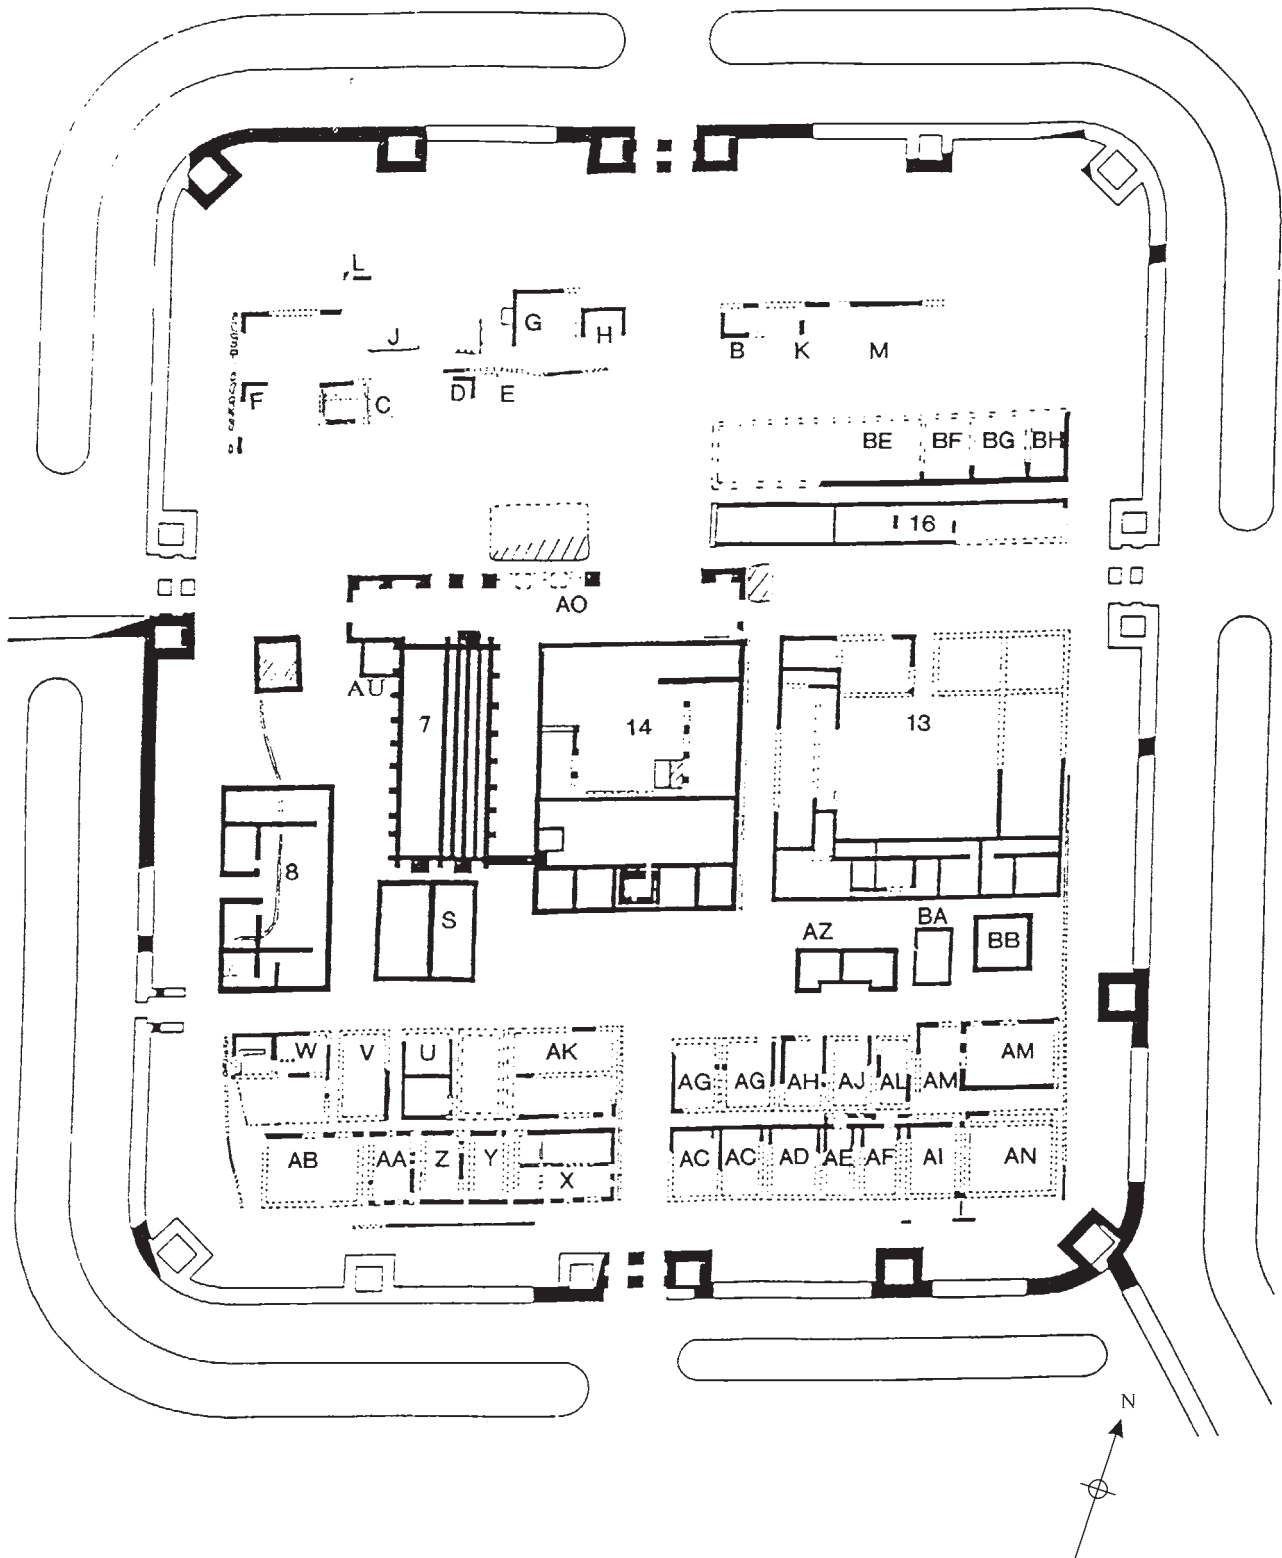 L
G
H
J
B K M
D E
F
C
BE BF BG BH
16
AO
AU
7
14
13
8
S
AZ
BA
BB
W V U AK
AG AG AH AJ AL AM AM
AB AA Z Y X
AC AC AD AE AF AI AN
N